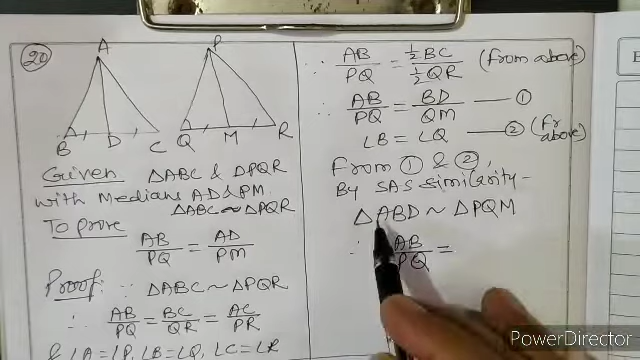 20
A
P
B D C
Q M R
Given ΔABC & ΔPQR
with Medians AD & PM
ΔABC ~ ΔPQR
To prove
AB/PQ = AD/PM
Proof ∵ ΔABC ~ ΔPQR
∴ AB/PQ = BC/QR = AC/PR
& ∠A = ∠P, ∠B = ∠Q, ∠C = ∠R
∵ AB/PQ = ½BC/½QR (from above)
∴ AB/PQ = BD/QM — ①
∠B = ∠Q — ② (Fr above)
From ① & ②,
By SAS similarity -
ΔABD ~ ΔPQM
∴ AB/PQ =
PowerDirector